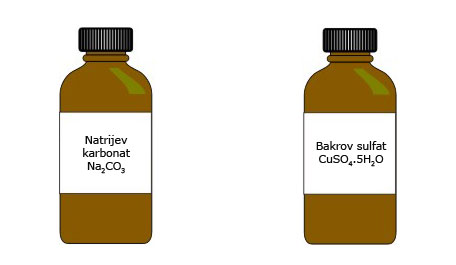 Natrijev
karbonat
Na₂CO₃
Bakrov sulfat
CuSO₄.5H₂O